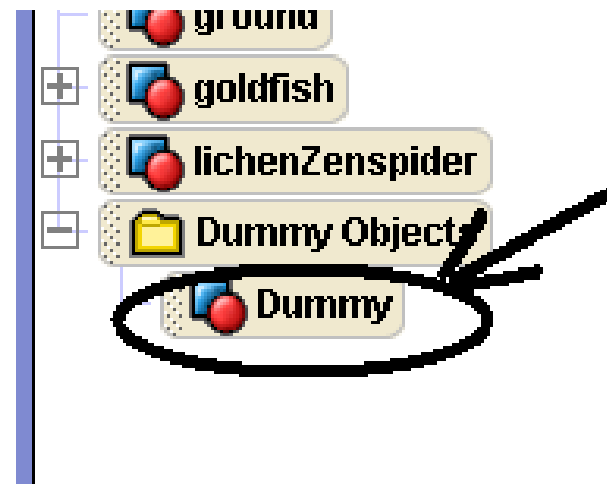 ground
goldfish
lichenZenspider
Dummy Objects
Dummy